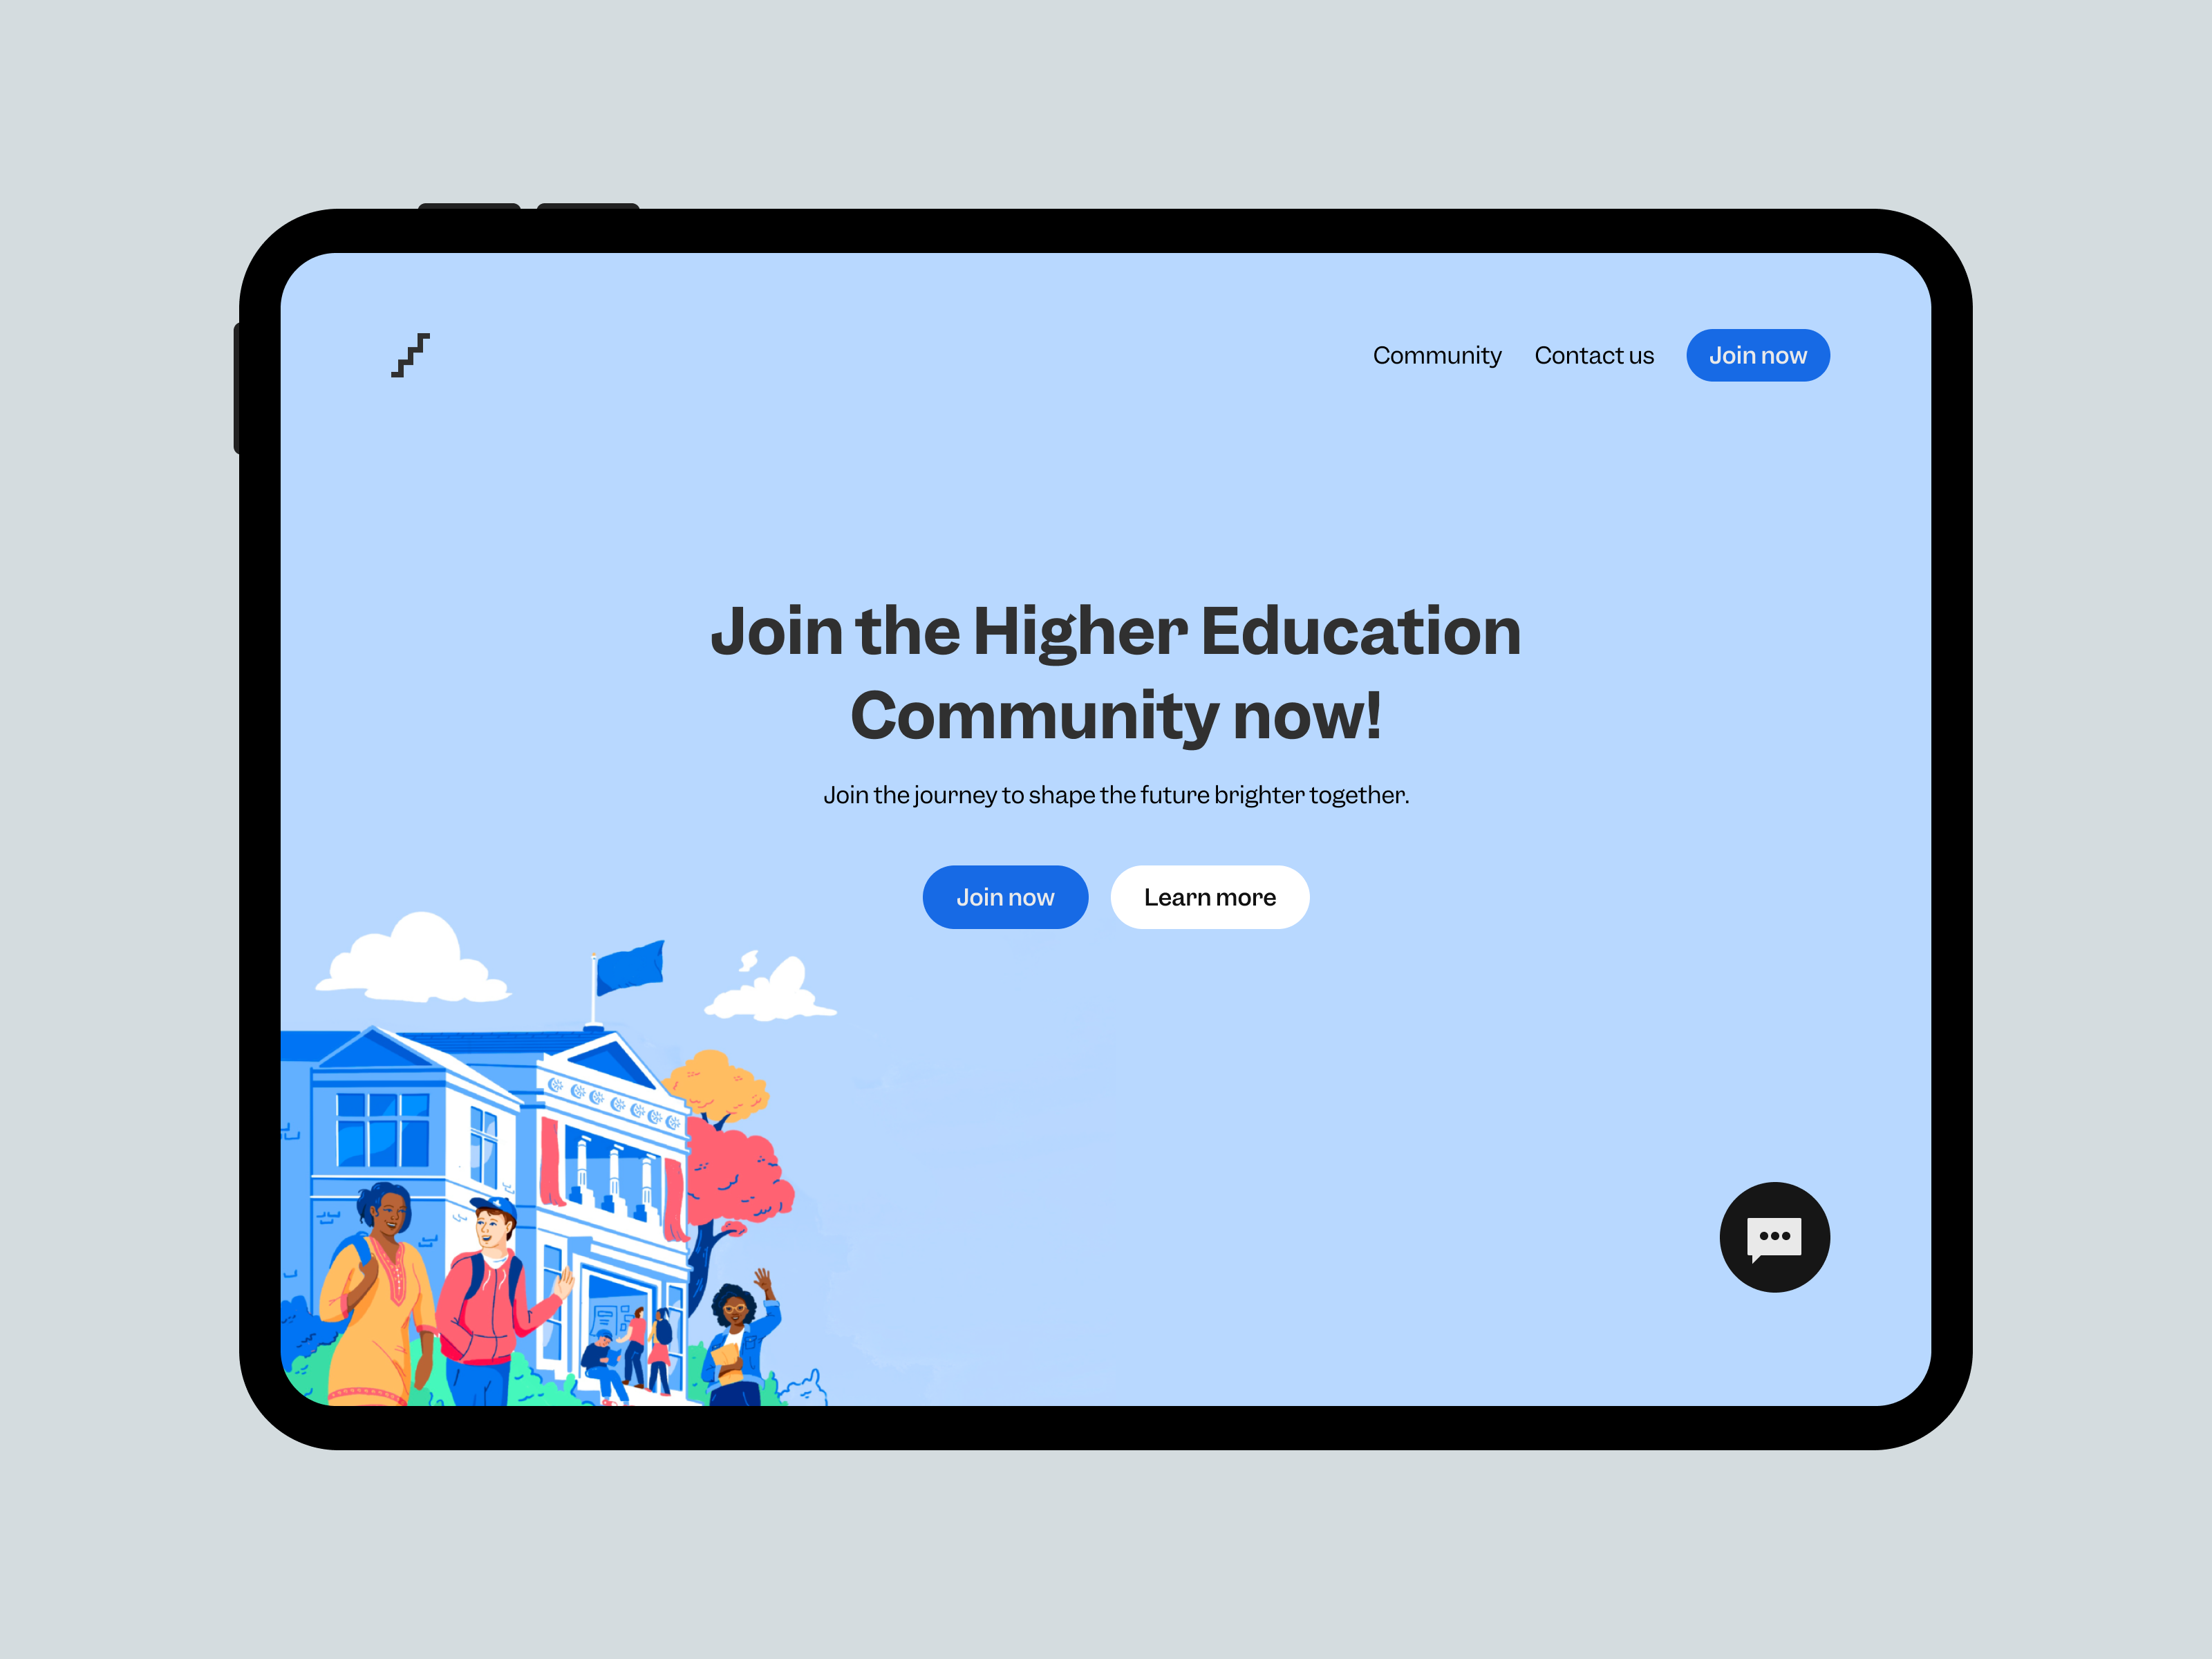 Community
Contact us
Join now
Join the Higher Education
Community now!
Join the journey to shape the future brighter together.
Join now
Learn more